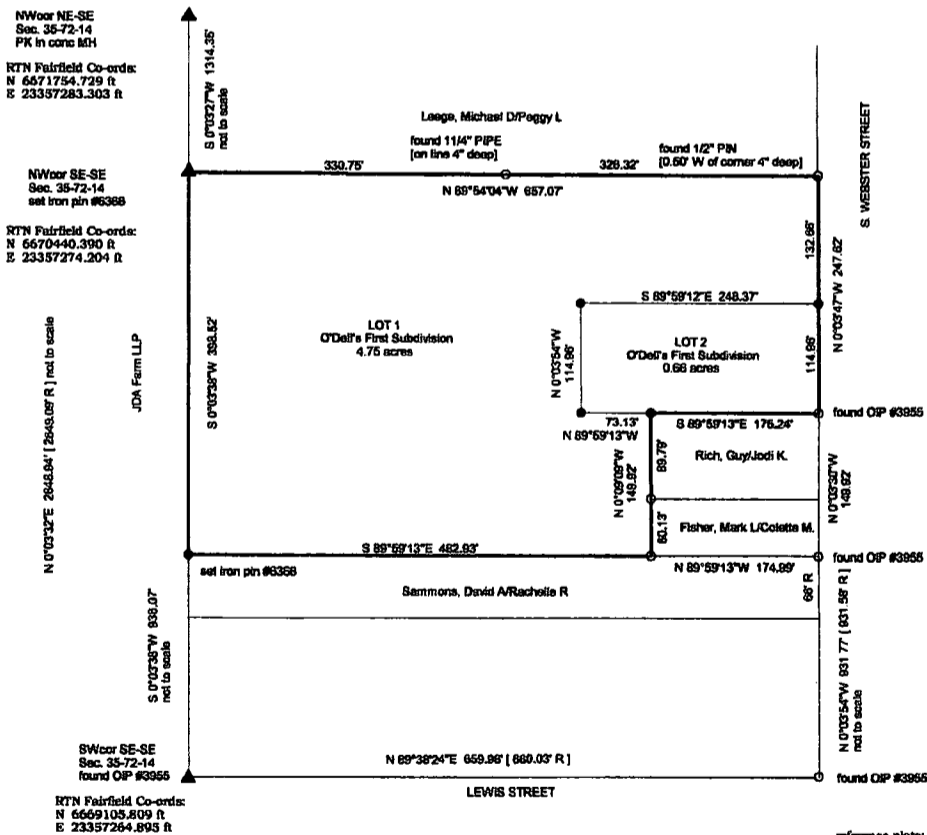 NWcor NE-SE
Sec. 35-72-14
PK in conc MH
RTN Fairfield Co-ords:
N 6671754.729 ft
E 23357283.303 ft
S 0°03'27"W 1314.35'
not to scale
Leege, Michael D/Peggy L
found 11/4" PIPE
[on line 4" deep]
found 1/2" PIN
[0.50' W of corner 4" deep]
S. WEBSTER STREET
NWcor SE-SE
Sec. 35-72-14
set iron pin #6368
330.75'
326.32'
N 89°54'04"W 657.07'
RTN Fairfield Co-ords:
N 6670440.390 ft
E 23357274.204 ft
132.66'
N 0°03'47"W 247.62'
S 89°59'12"E 248.37'
N 0°03'32"E 2648.84' [ 2649.09' R ] not to scale
JDA Farm LLP
S 0°03'38"W 398.52'
LOT 1
O'Dell's First Subdivision
4.75 acres
N 0°03'54"W
114.96'
LOT 2
O'Dell's First Subdivision
0.66 acres
114.96'
found OIP #3955
73.13'
N 89°59'13"W
S 89°59'13"E 175.24'
Rich, Guy/Jodi K.
N 0°09'09"W
149.92'
89.79'
N 0°03'30"W
149.92'
60.13'
Fisher, Mark L/Colette M.
S 89°59'13"E 482.93'
found OIP #3955
set iron pin #6368
N 89°59'13"W 174.99'
Sammons, David A/Rachelle R
66' R
S 0°03'38"W 938.07'
not to scale
N 0°03'54"W 931.77' [ 931.58' R ]
not to scale
SWcor SE-SE
Sec. 35-72-14
found OIP #3955
N 89°38'24"E 659.96' [ 660.03' R ]
found OIP #3955
LEWIS STREET
RTN Fairfield Co-ords:
N 6669105.809 ft
E 23357264.895 ft